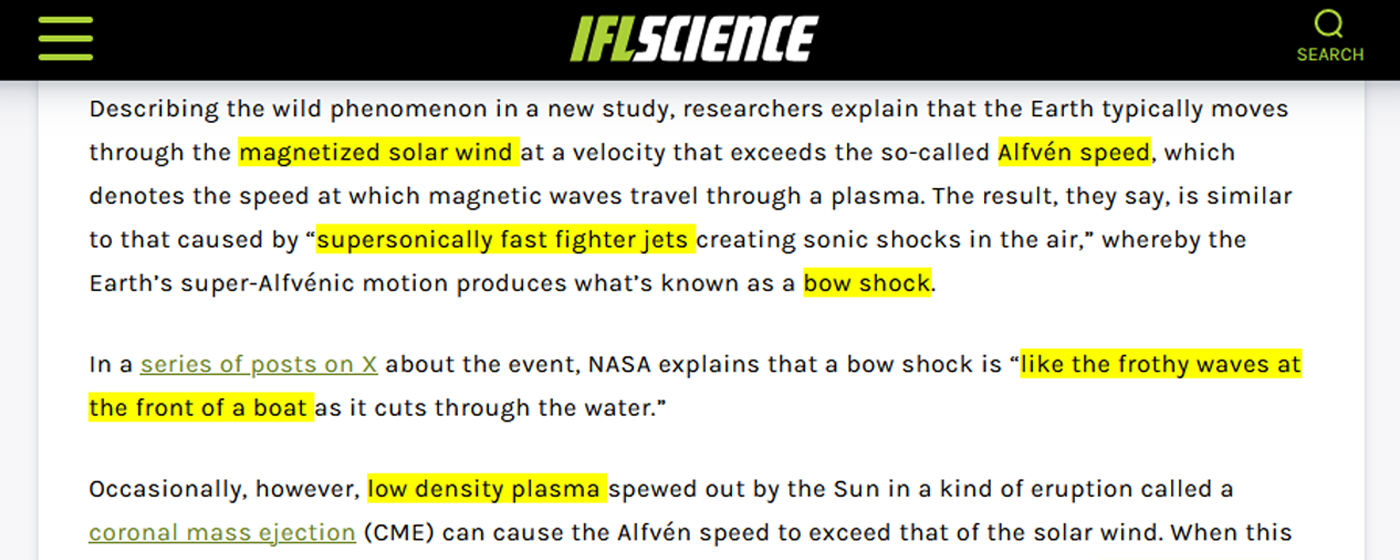 IFLSCIENCE
SEARCH
Describing the wild phenomenon in a new study, researchers explain that the Earth typically moves
through the magnetized solar wind at a velocity that exceeds the so-called Alfvén speed, which
denotes the speed at which magnetic waves travel through a plasma. The result, they say, is similar
to that caused by “supersonically fast fighter jets creating sonic shocks in the air,” whereby the
Earth’s super-Alfvénic motion produces what’s known as a bow shock.
In a series of posts on X about the event, NASA explains that a bow shock is “like the frothy waves at
the front of a boat as it cuts through the water.”
Occasionally, however, low density plasma spewed out by the Sun in a kind of eruption called a
coronal mass ejection (CME) can cause the Alfvén speed to exceed that of the solar wind. When this